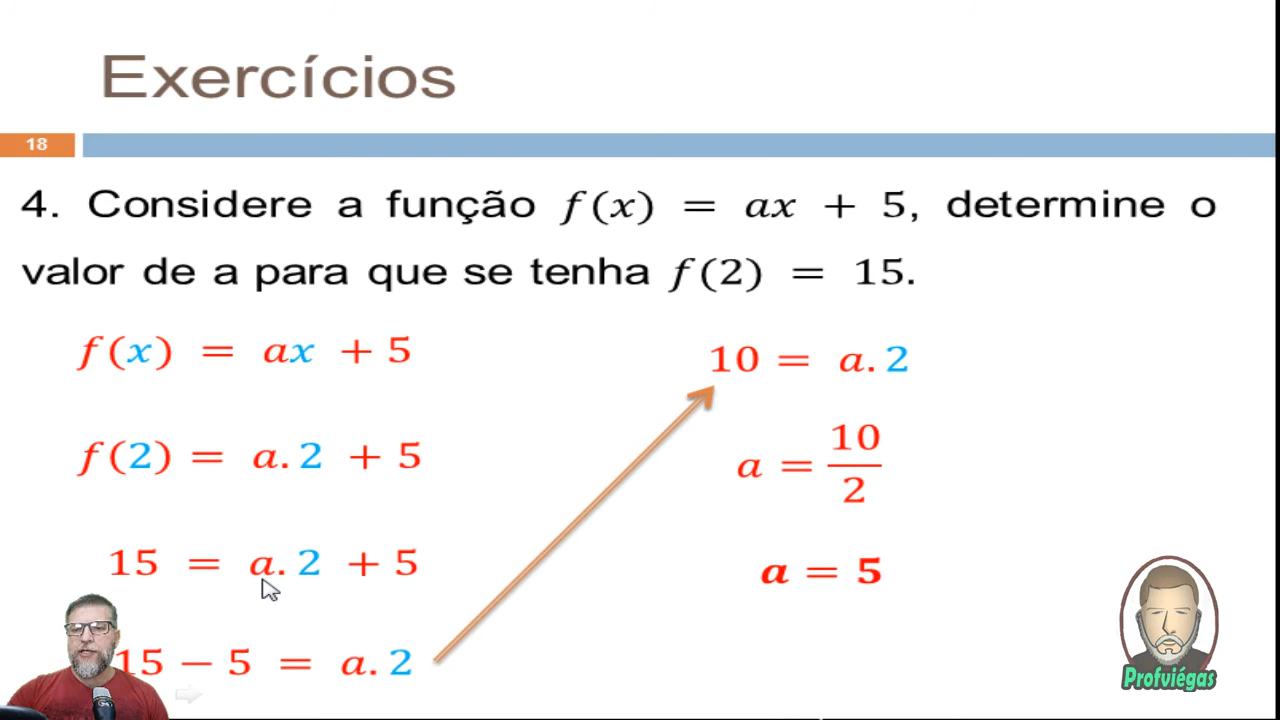 Exercícios
18
4. Considere a função f(x) = ax + 5, determine o
valor de a para que se tenha f(2) = 15.
f(x) = ax + 5
f(2) = a. 2 + 5
15 = a. 2 + 5
15 − 5 = a. 2
10 = a. 2
a = 10/2
a = 5
Profviégas